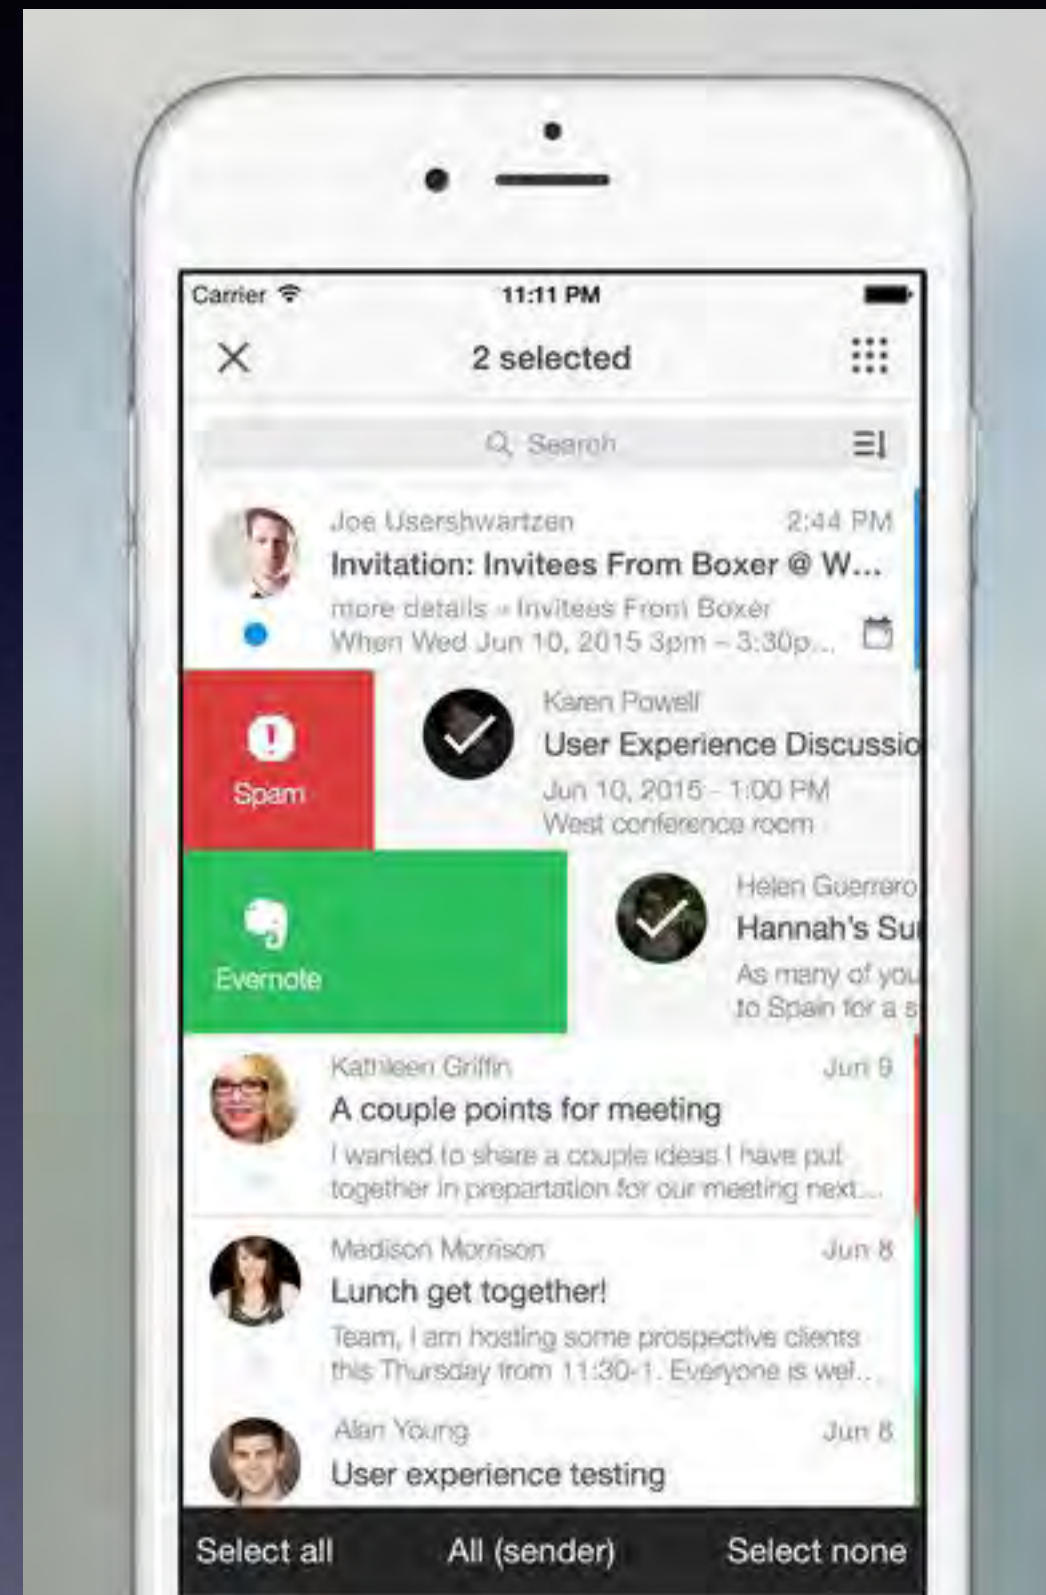 Carrier
11:11 PM
2 selected
Search
Joe Usershwartzen 2:44 PM
Invitation: Invitees From Boxer @ W...
more details » Invitees From Boxer
When Wed Jun 10, 2015 3pm – 3:30p...
Spam
Karen Powell
User Experience Discussio
Jun 10, 2015 - 1:00 PM
West conference room
Evernote
Helen Guerrero
Hannah's Su
As many of you
to Spain for a s
Kathleen Griffin Jun 9
A couple points for meeting
I wanted to share a couple ideas I have put
together in prepartation for our meeting next...
Madison Morrison Jun 8
Lunch get together!
Team, I am hosting some prospective clients
this Thursday from 11:30-1. Everyone is wel...
Alan Young Jun 8
User experience testing
Select all All (sender) Select none